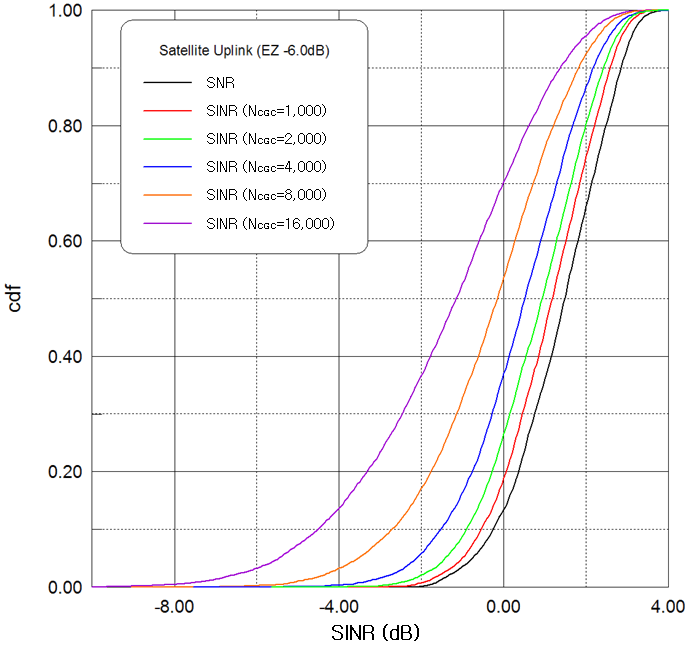 1.00
0.80
0.60
0.40
0.20
0.00
cdf
Satellite Uplink (EZ -6.0dB)
SNR
SINR (NCGC=1,000)
SINR (NCGC=2,000)
SINR (NCGC=4,000)
SINR (NCGC=8,000)
SINR (NCGC=16,000)
-8.00 -4.00 0.00 4.00
SINR (dB)